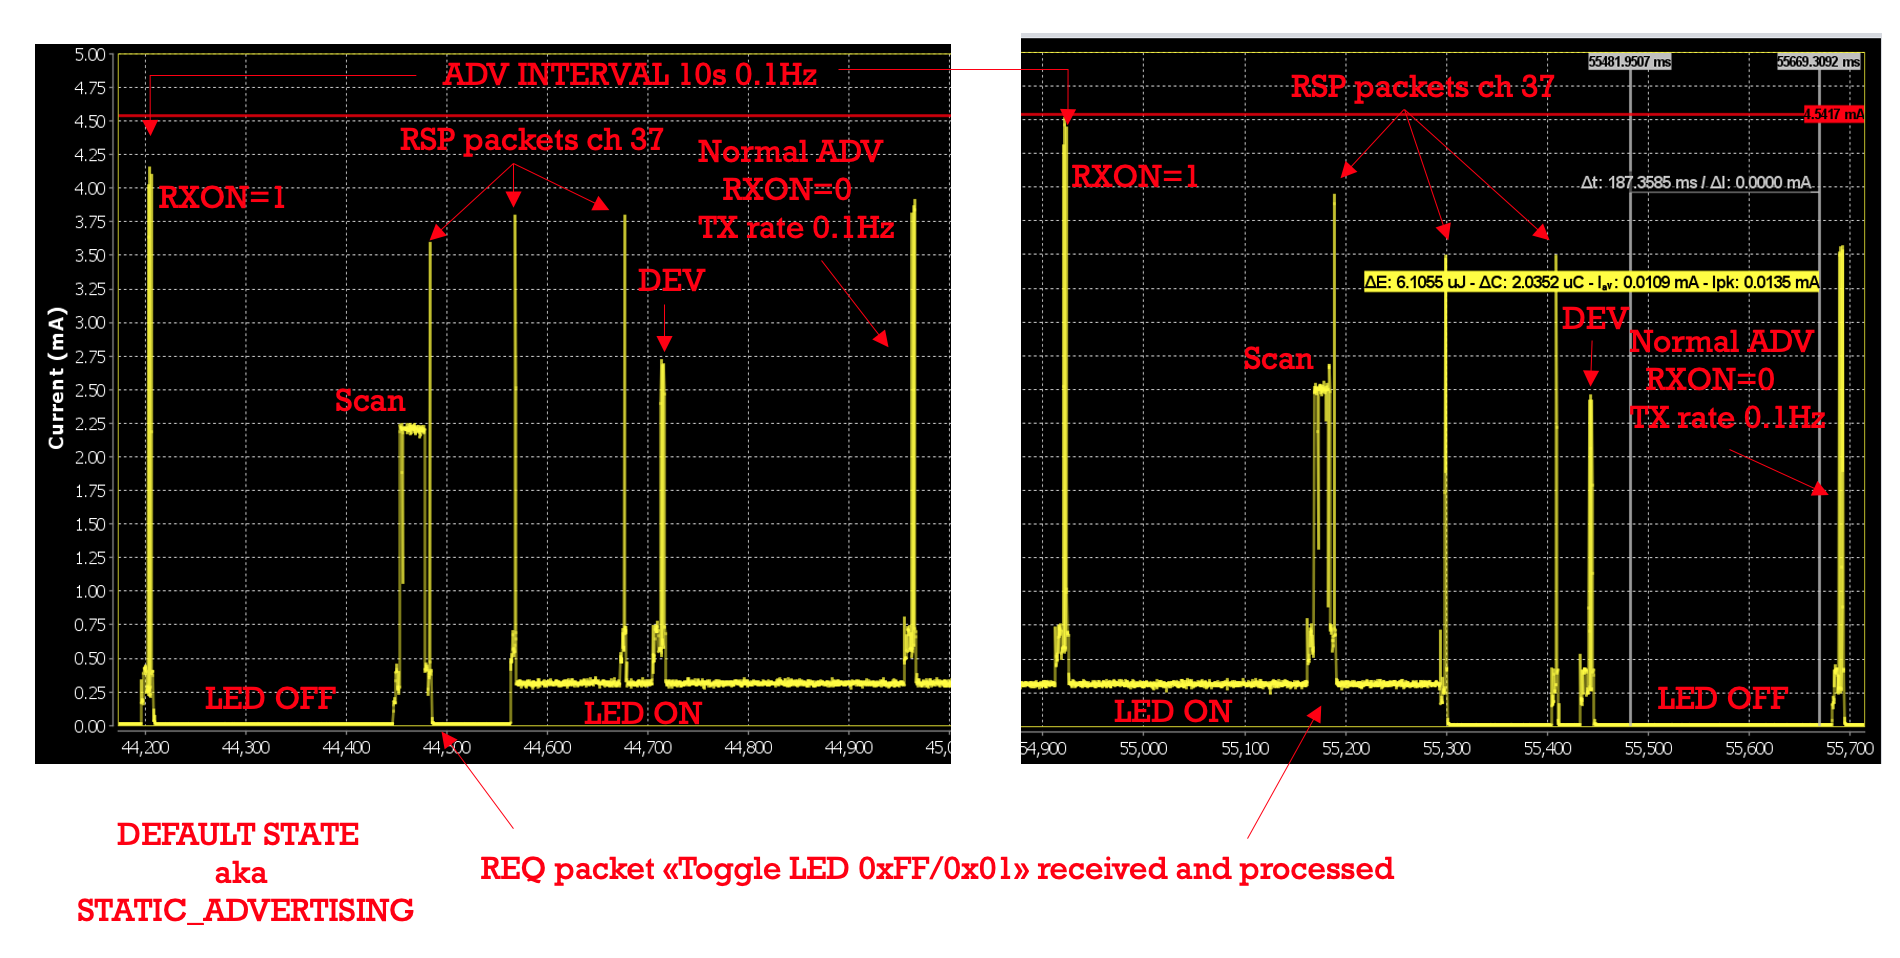 5.00
4.75
4.50
4.25
4.00
3.75
3.50
3.25
3.00
2.75
2.50
2.25
2.00
1.75
1.50
1.25
1.00
0.75
0.50
0.25
0.00
Current (mA)
44,200
44,300
44,400
44,500
44,600
44,700
44,800
44,900
45,0
ADV INTERVAL 10s 0.1Hz
RXON=1
RSP packets ch 37
Normal ADV
RXON=0
TX rate 0.1Hz
DEV
Scan
LED OFF
LED ON
55481.9507 ms
55669.3092 ms
RSP packets ch 37
4.5417 mA
RXON=1
Δt: 187.3585 ms / ΔI: 0.0000 mA
ΔE: 6.1055 uJ - ΔC: 2.0352 uC - Iav: 0.0109 mA - Ipk: 0.0135 mA
DEV
Normal ADV
RXON=0
TX rate 0.1Hz
Scan
LED ON
LED OFF
54,900
55,000
55,100
55,200
55,300
55,400
55,500
55,600
55,700
DEFAULT STATE
aka
STATIC_ADVERTISING
REQ packet «Toggle LED 0xFF/0x01» received and processed